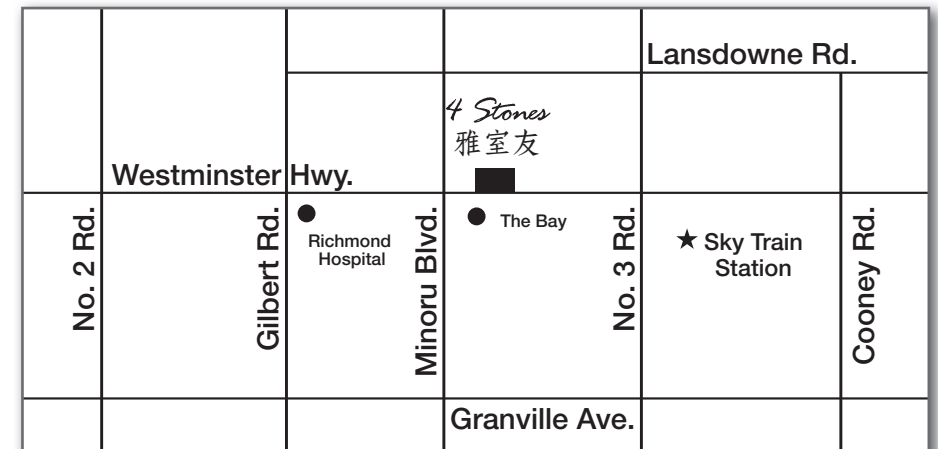 Lansdowne Rd.
4 Stones
雅室友
Westminster Hwy.
No. 2 Rd.
Gilbert Rd.
Richmond
Hospital
Minoru Blvd.
The Bay
No. 3 Rd.
Sky Train
Station
Cooney Rd.
Granville Ave.